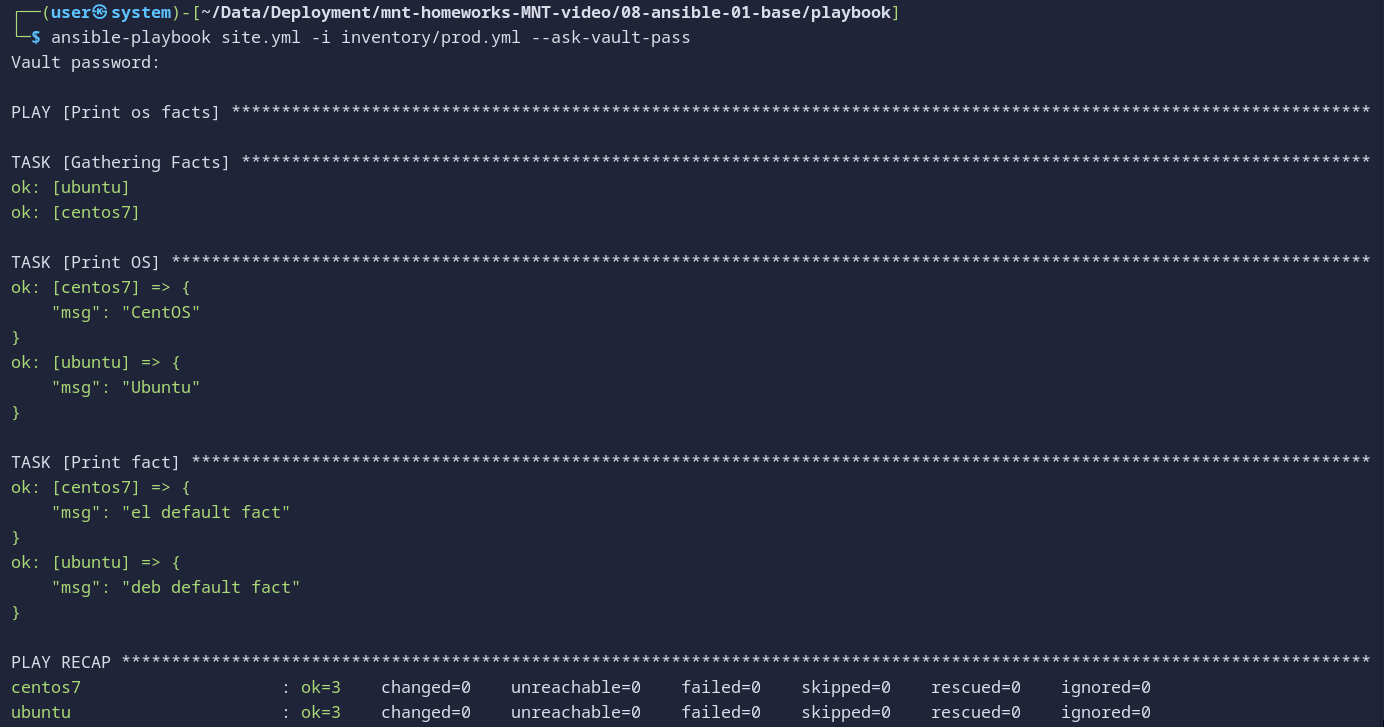 ┌──(user㉿system)-[~/Data/Deployment/mnt-homeworks-MNT-video/08-ansible-01-base/playbook]
└─$ ansible-playbook site.yml -i inventory/prod.yml --ask-vault-pass
Vault password:
PLAY [Print os facts] ******************************************************************************************************************
TASK [Gathering Facts] *****************************************************************************************************************
ok: [ubuntu]
ok: [centos7]
TASK [Print OS] ************************************************************************************************************************
ok: [centos7] => {
    "msg": "CentOS"
}
ok: [ubuntu] => {
    "msg": "Ubuntu"
}
TASK [Print fact] **********************************************************************************************************************
ok: [centos7] => {
    "msg": "el default fact"
}
ok: [ubuntu] => {
    "msg": "deb default fact"
}
PLAY RECAP *****************************************************************************************************************************
centos7                    : ok=3    changed=0    unreachable=0    failed=0    skipped=0    rescued=0    ignored=0
ubuntu                     : ok=3    changed=0    unreachable=0    failed=0    skipped=0    rescued=0    ignored=0